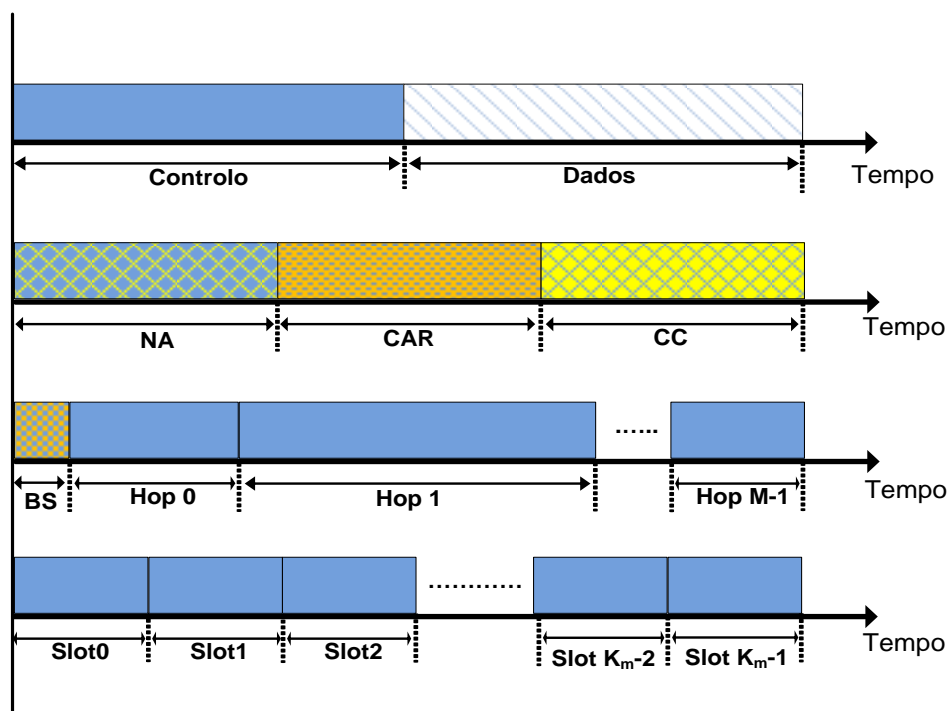 Controlo
Dados
Tempo
NA
CAR
CC
Tempo
......
BS
Hop 0
Hop 1
Hop M-1
Tempo
............
Slot0
Slot1
Slot2
Slot Km-2
Slot Km-1
Tempo